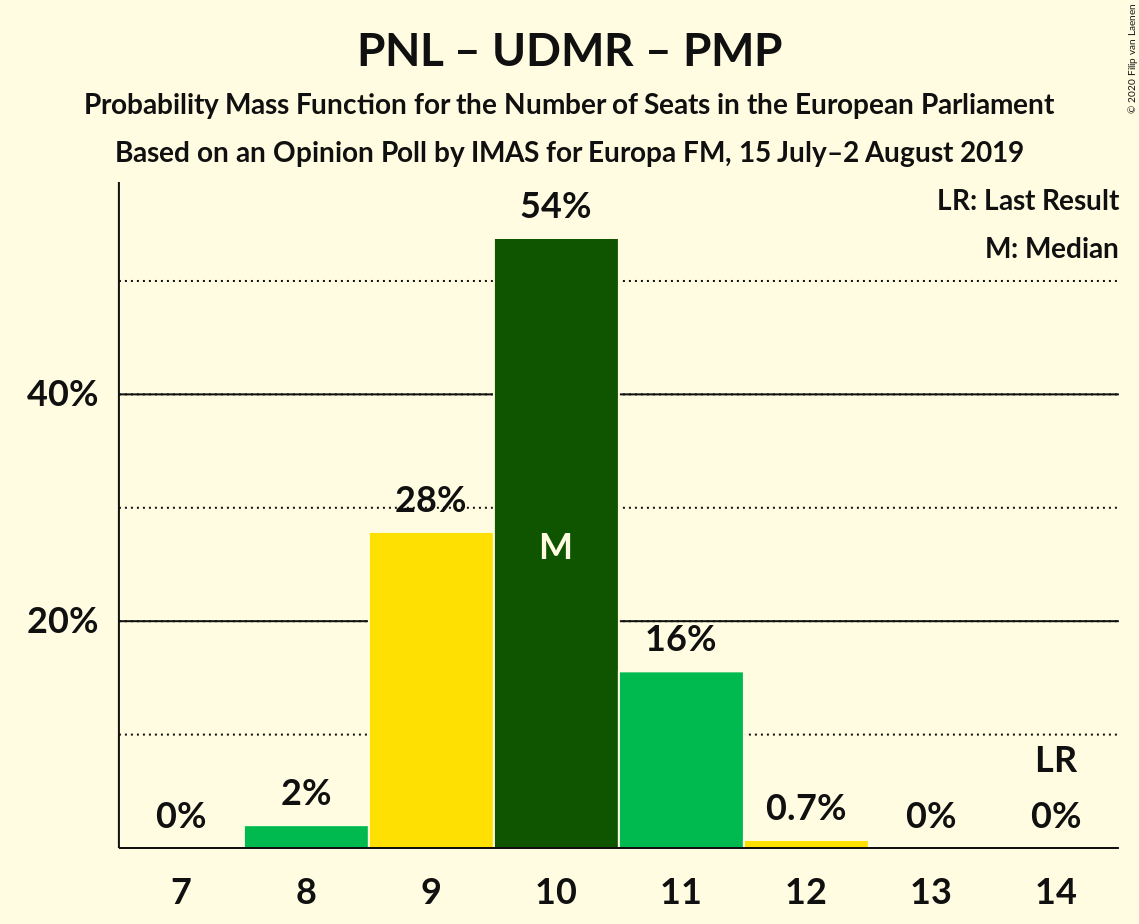 PNL – UDMR – PMP
Probability Mass Function for the Number of Seats in the European Parliament
Based on an Opinion Poll by IMAS for Europa FM, 15 July–2 August 2019
© 2020 Filip van Laenen
LR: Last Result
M: Median
54%
40%
28%
M
20%
16%
LR
0%
2%
0.7%
0%
0%
7
8
9
10
11
12
13
14